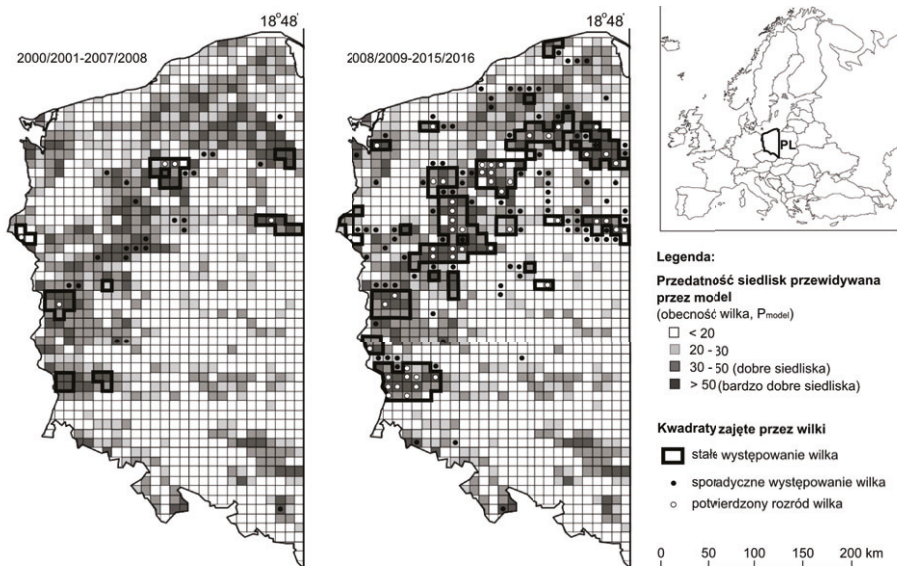 18°48'
2000/2001-2007/2008
18°48'
2008/2009-2015/2016
PL
Legenda:
Przedatność siedlisk przewidywana
przez model
(obecność wilka, Pmodel)
< 20
20 - 30
30 - 50 (dobre siedliska)
> 50 (bardzo dobre siedliska)
Kwadraty zajęte przez wilki
stałe występowanie wilka
sporadyczne występowanie wilka
potwierdzony rozród wilka
0 50 100 150 200 km